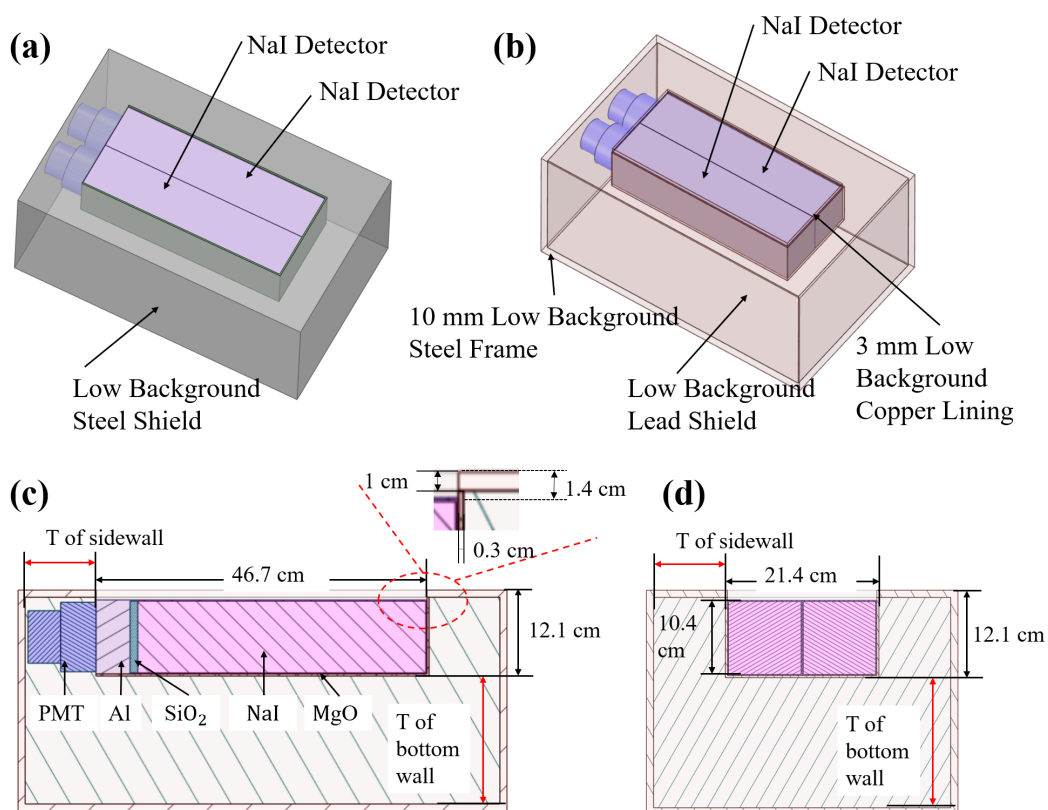 (a)
NaI Detector
NaI Detector
Low Background
Steel Shield
(b)
NaI Detector
NaI Detector
10 mm Low Background
Steel Frame
Low Background
Lead Shield
3 mm Low
Background
Copper Lining
(c)
1 cm
1.4 cm
0.3 cm
T of sidewall
46.7 cm
12.1 cm
PMT
Al
SiO₂
NaI
MgO
T of
bottom
wall
(d)
T of sidewall
21.4 cm
10.4
cm
12.1 cm
T of
bottom
wall